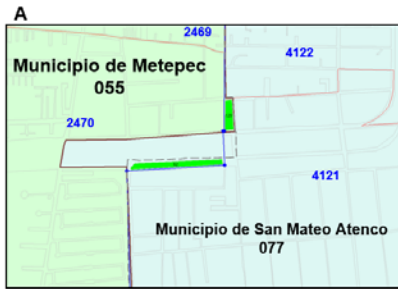 A
2469
4122
Municipio de Metepec
055
2470
4121
Municipio de San Mateo Atenco
077